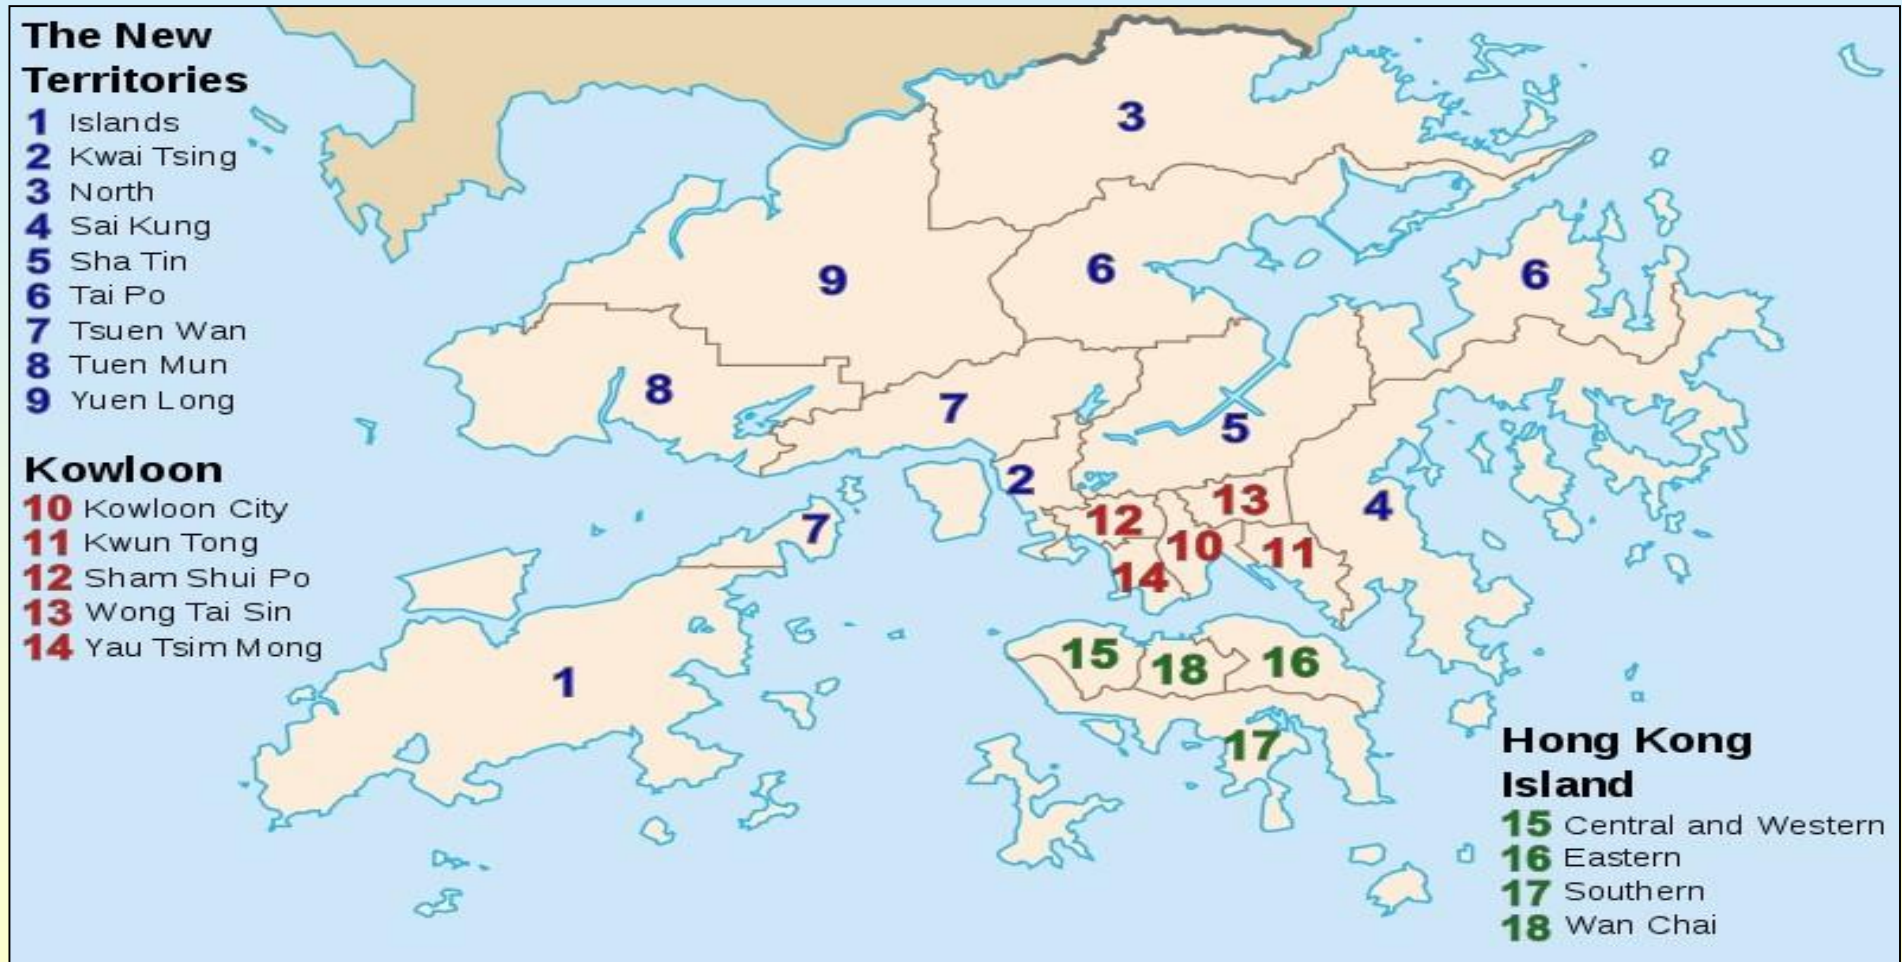 The New
Territories
1 Islands
2 Kwai Tsing
3 North
4 Sai Kung
5 Sha Tin
6 Tai Po
7 Tsuen Wan
8 Tuen Mun
9 Yuen Long
Kowloon
10 Kowloon City
11 Kwun Tong
12 Sham Shui Po
13 Wong Tai Sin
14 Yau Tsim Mong
3
9
6
6
8
7
5
2
13
4
12
7
10
11
14
15
18
16
1
17
Hong Kong
Island
15 Central and Western
16 Eastern
17 Southern
18 Wan Chai